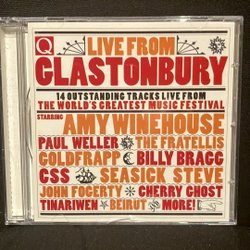 Q
LIVE FROM
GLASTONBURY
14 OUTSTANDING TRACKS LIVE FROM
THE WORLD'S GREATEST MUSIC FESTIVAL
STARRING AMY WINEHOUSE
PAUL WELLER THE FRATELLIS
GOLDFRAPP BILLY BRAGG
CSS SEASICK STEVE
JOHN FOGERTY CHERRY GHOST
TINARIWEN BEIRUT MORE!